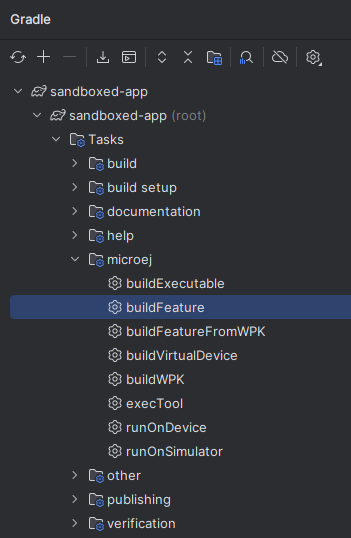 Gradle
sandboxed-app
sandboxed-app (root)
Tasks
build
build setup
documentation
help
microej
buildExecutable
buildFeature
buildFeatureFromWPK
buildVirtualDevice
buildWPK
execTool
runOnDevice
runOnSimulator
other
publishing
verification